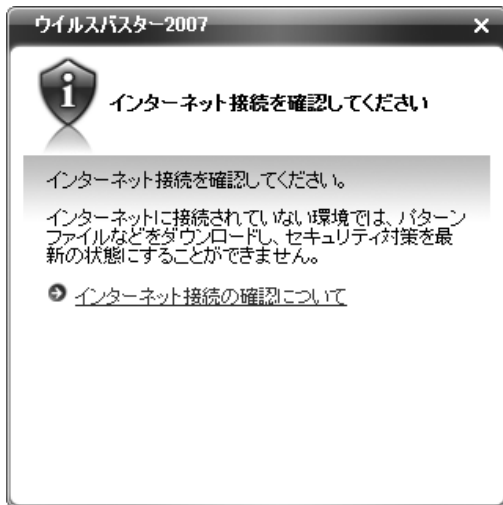 ウイルスバスター2007
インターネット接続を確認してください
インターネット接続を確認してください。
インターネットに接続されていない環境では、パターン
ファイルなどをダウンロードし、セキュリティ対策を最
新の状態にすることができません。
インターネット接続の確認について